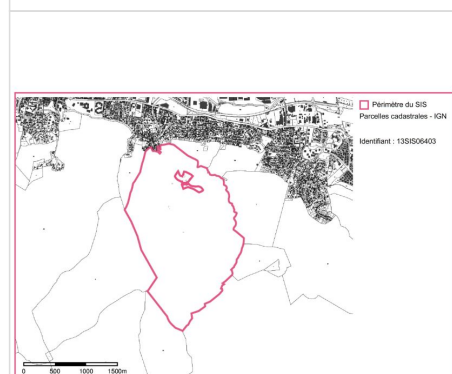 Périmètre du SIS
Parcelles cadastrales - IGN
Identifiant : 13SIS06403
0 500 1000 1500m